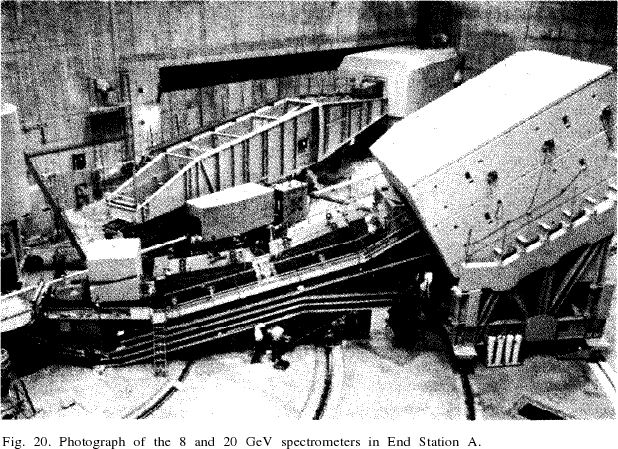 Fig. 20. Photograph of the 8 and 20 GeV spectrometers in End Station A.